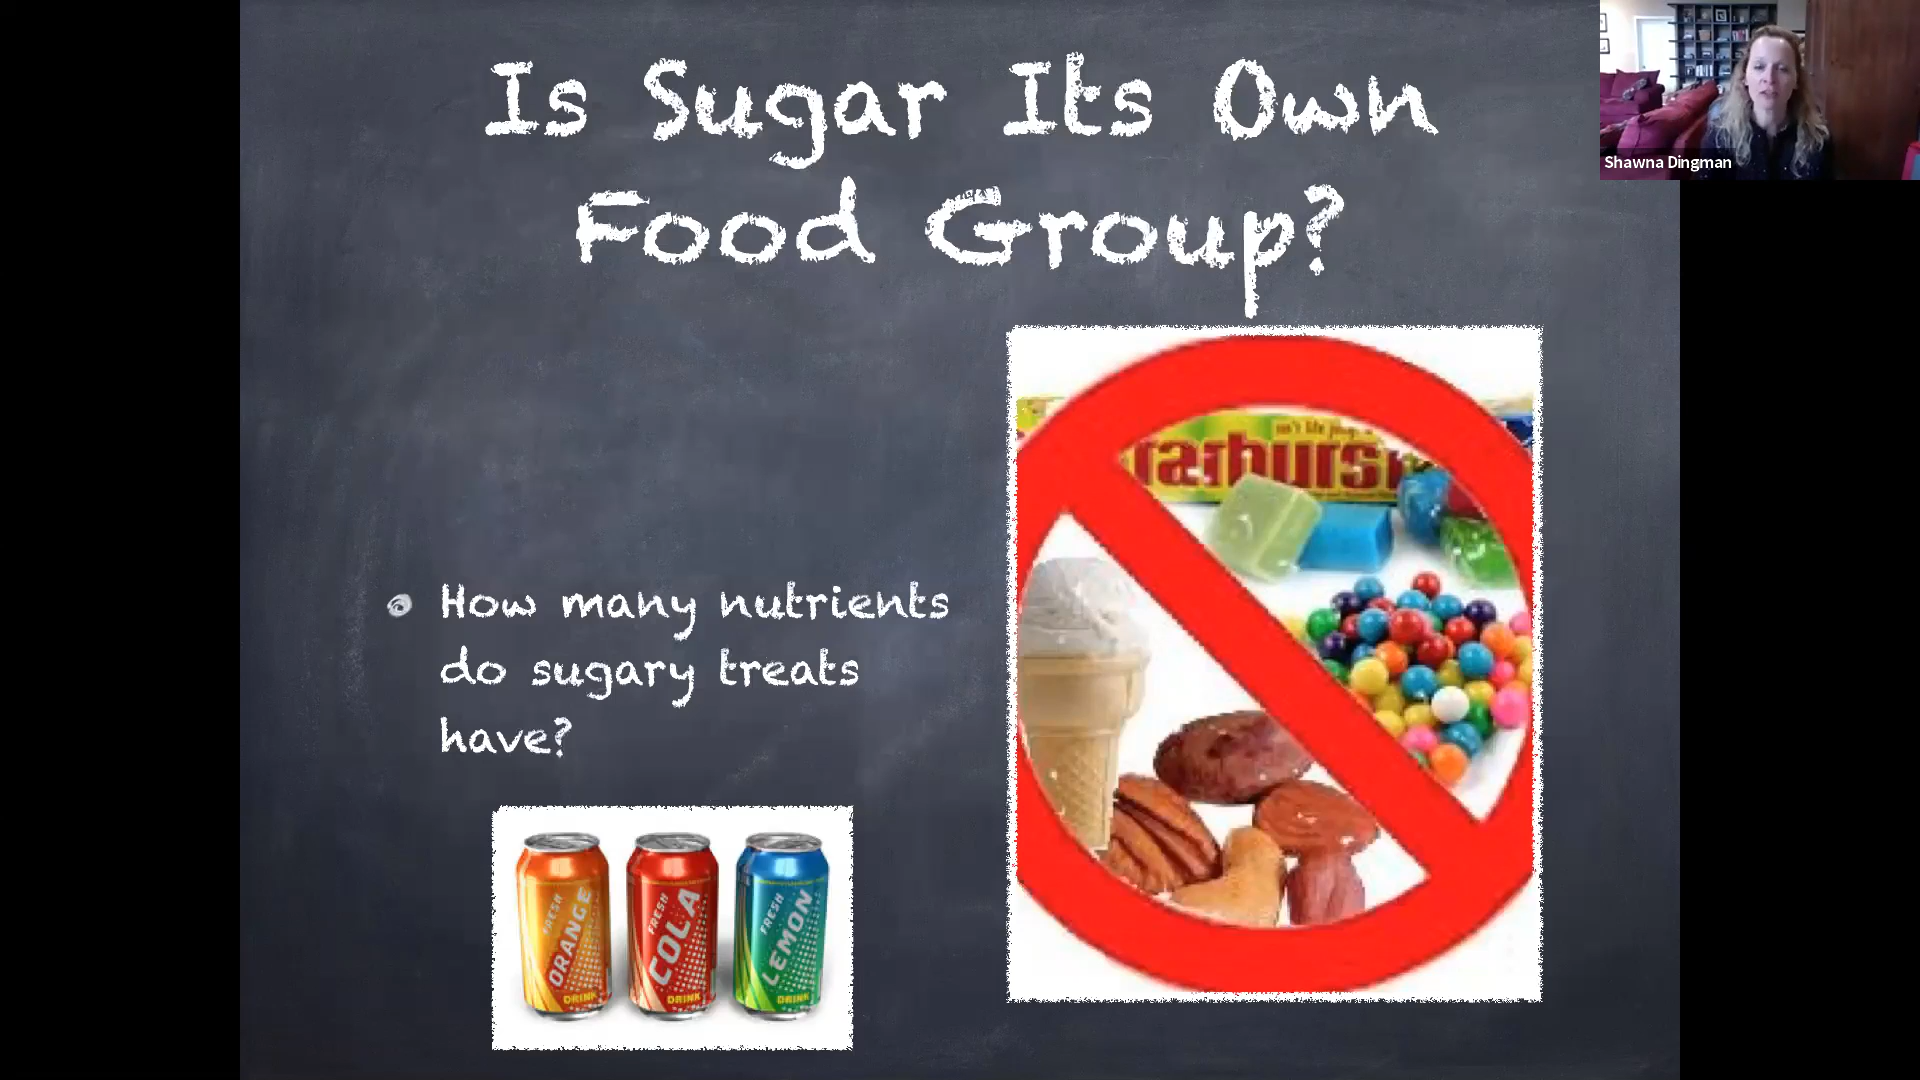 Is Sugar Its Own
Food Group?
Shawna Dingman
How many nutrients
do sugary treats
have?
FRESH
ORANGE
DRINK
FRESH
COLA
DRINK
FRESH
LEMON
DRINK